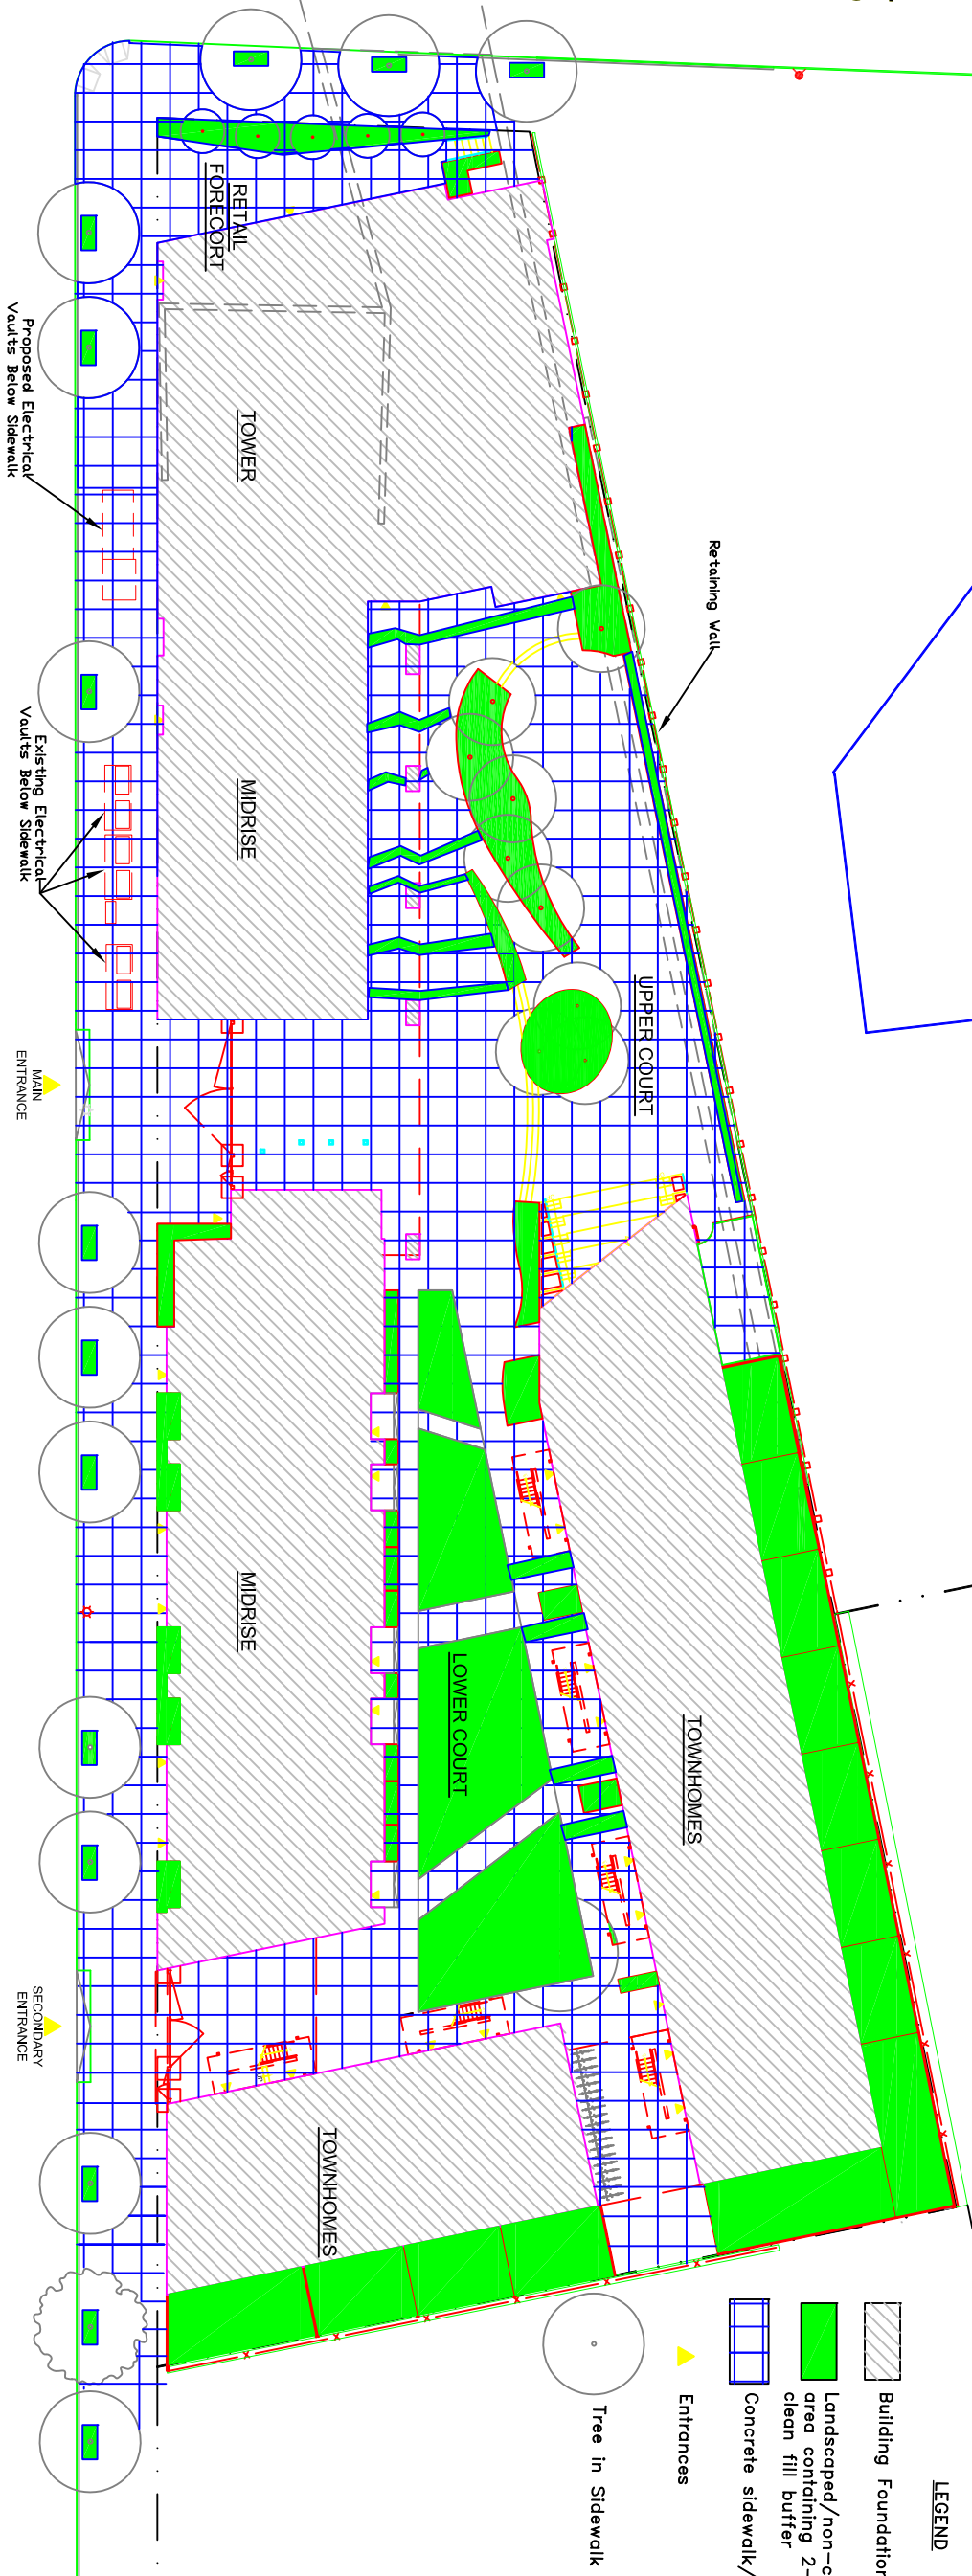 RETAIL
FORECORT
TOWER
Proposed Electrical
Vaults Below Sidewalk
Retaining Wall
Existing Electrical
Vaults Below Sidewalk
MIDRISE
UPPER COURT
MAIN
ENTRANCE
MIDRISE
LOWER COURT
TOWNHOMES
SECONDARY
ENTRANCE
TOWNHOMES
LEGEND
Building Foundation
Landscaped/non-c
area containing 2-
clean fill buffer
Concrete sidewalk/
Entrances
Tree in Sidewalk